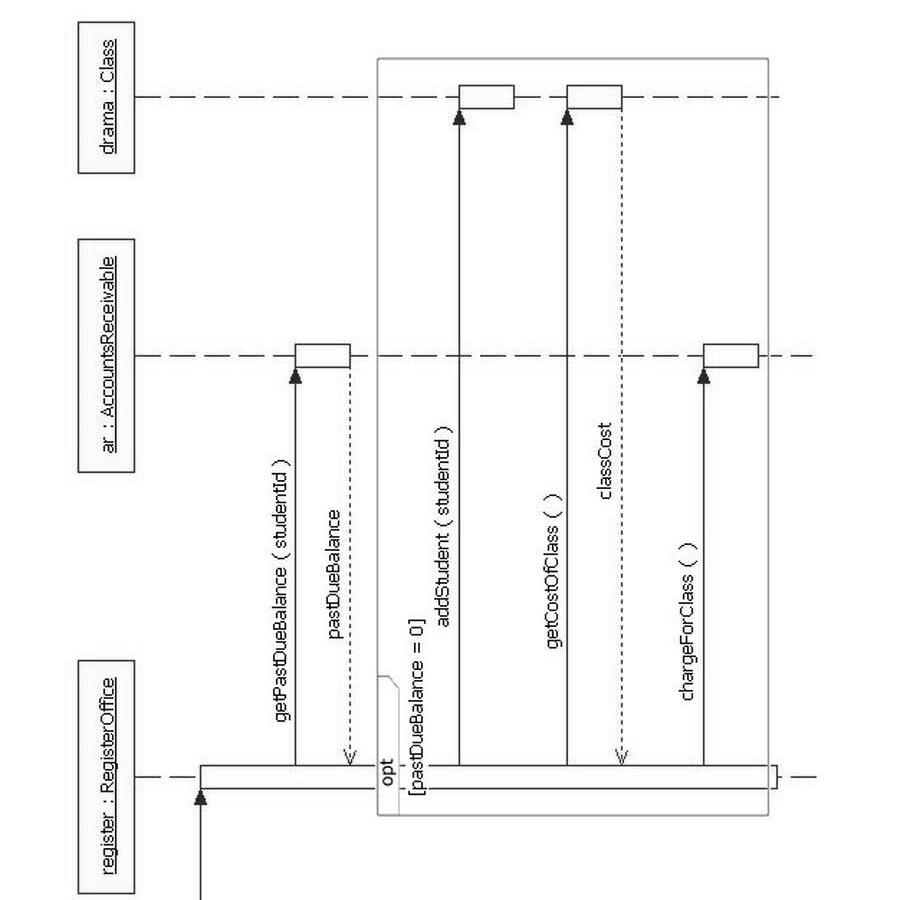 register : RegisterOffice
ar : AccountsReceivable
drama : Class
getPastDueBalance ( studentId )
pastDueBalance
opt
[pastDueBalance = 0]
addStudent ( studentId )
getCostOfClass ( )
classCost
chargeForClass ( )